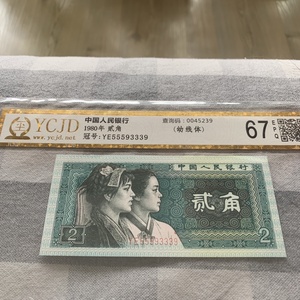 YCJD
www.ycjd.net
中国人民银行
1980年 贰角
冠号:YE55593339
查询码:0045239
(幼线体)
67
EPQ
中国人民银行
贰角
2
YE55593339
2